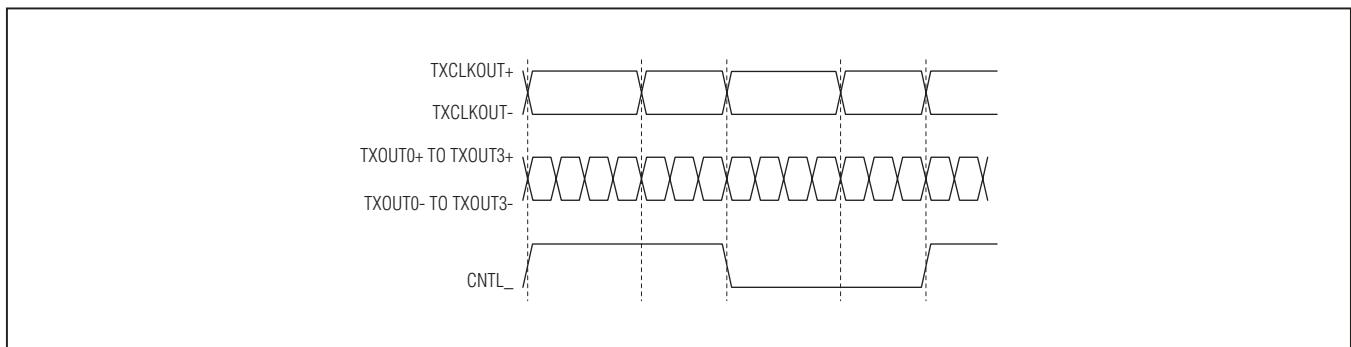 TXCLKOUT+
TXCLKOUT-
TXOUT0+ TO TXOUT3+
TXOUT0- TO TXOUT3-
CNTL_